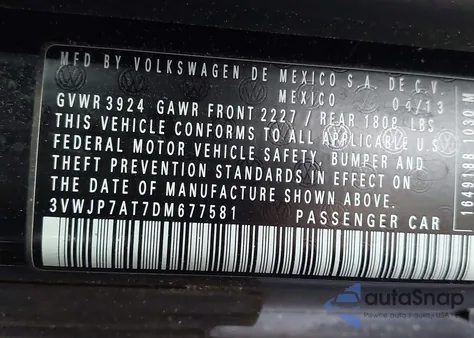 MFD BY VOLKSWAGEN DE MEXICO S.A. DE C.V.
MEXICO 04/13
GVWR 3924 GAWR FRONT 2227 / REAR 1808 LBS
THIS VEHICLE CONFORMS TO ALL APPLICABLE U.S
FEDERAL MOTOR VEHICLE SAFETY, BUMPER AND
THEFT PREVENTION STANDARDS IN EFFECT ON
THE DATE OF MANUFACTURE SHOWN ABOVE.
3VWJP7AT7DM677581 PASSENGER CAR
autoSnap